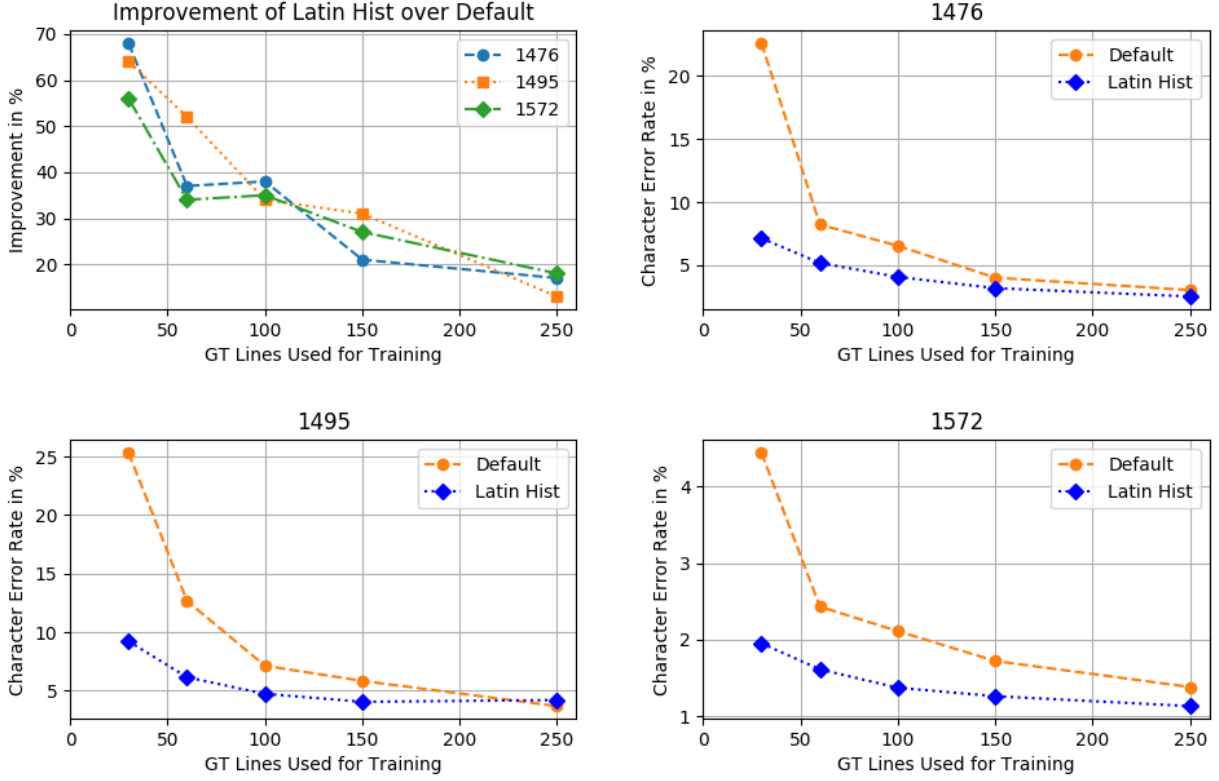 Improvement of Latin Hist over Default
Improvement in %
70
60
50
40
30
20
1476
1495
1572
0 50 100 150 200 250
GT Lines Used for Training
1476
Character Error Rate in %
20
15
10
5
Default
Latin Hist
0 50 100 150 200 250
GT Lines Used for Training
1495
Character Error Rate in %
25
20
15
10
5
Default
Latin Hist
0 50 100 150 200 250
GT Lines Used for Training
1572
Character Error Rate in %
4
3
2
1
Default
Latin Hist
0 50 100 150 200 250
GT Lines Used for Training